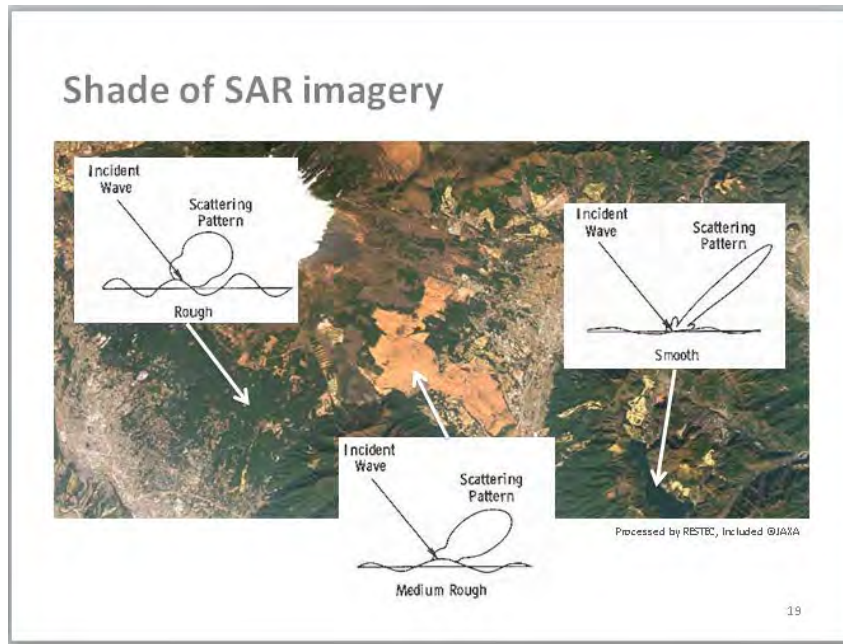 Shade of SAR imagery
Incident
Wave
Scattering
Pattern
Rough
Incident
Wave
Scattering
Pattern
Smooth
Incident
Wave
Scattering
Pattern
Medium Rough
Processed by RESTEC, Included ©JAXA
19